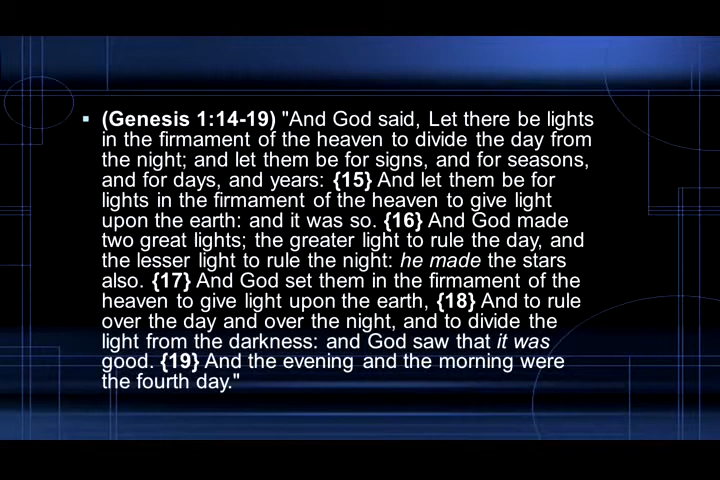 ▪ (Genesis 1:14-19) "And God said, Let there be lights
in the firmament of the heaven to divide the day from
the night; and let them be for signs, and for seasons,
and for days, and years: {15} And let them be for
lights in the firmament of the heaven to give light
upon the earth: and it was so. {16} And God made
two great lights; the greater light to rule the day, and
the lesser light to rule the night: he made the stars
also. {17} And God set them in the firmament of the
heaven to give light upon the earth, {18} And to rule
over the day and over the night, and to divide the
light from the darkness: and God saw that it was
good. {19} And the evening and the morning were
the fourth day."